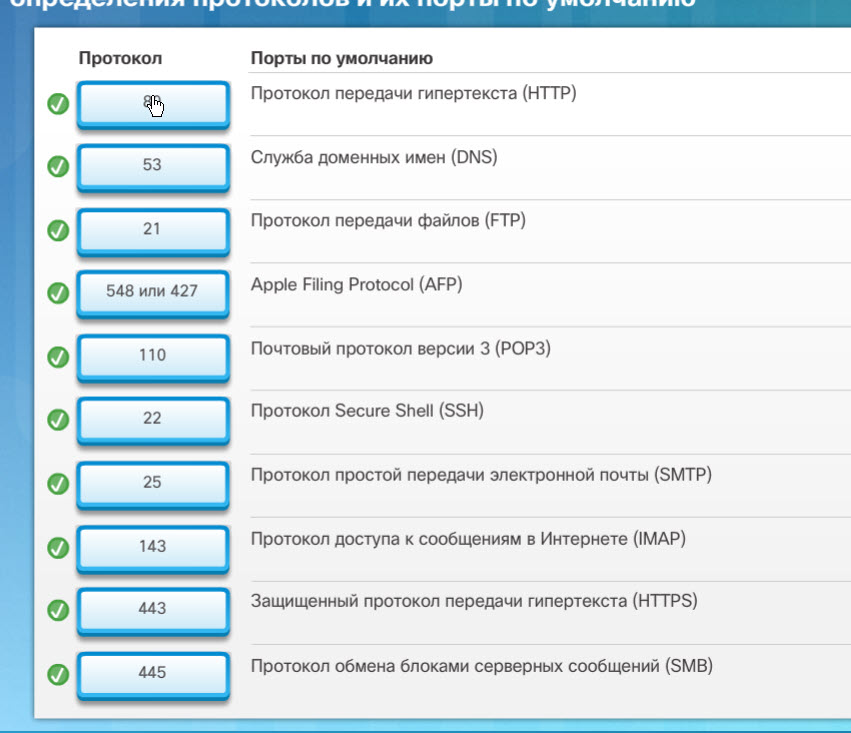 определения протоколов и их порты по умолчанию
Протокол Порты по умолчанию
Протокол передачи гипертекста (HTTP)
53 Служба доменных имен (DNS)
21 Протокол передачи файлов (FTP)
548 или 427 Apple Filing Protocol (AFP)
110 Почтовый протокол версии 3 (POP3)
22 Протокол Secure Shell (SSH)
25 Протокол простой передачи электронной почты (SMTP)
143 Протокол доступа к сообщениям в Интернете (IMAP)
443 Защищенный протокол передачи гипертекста (HTTPS)
445 Протокол обмена блоками серверных сообщений (SMB)